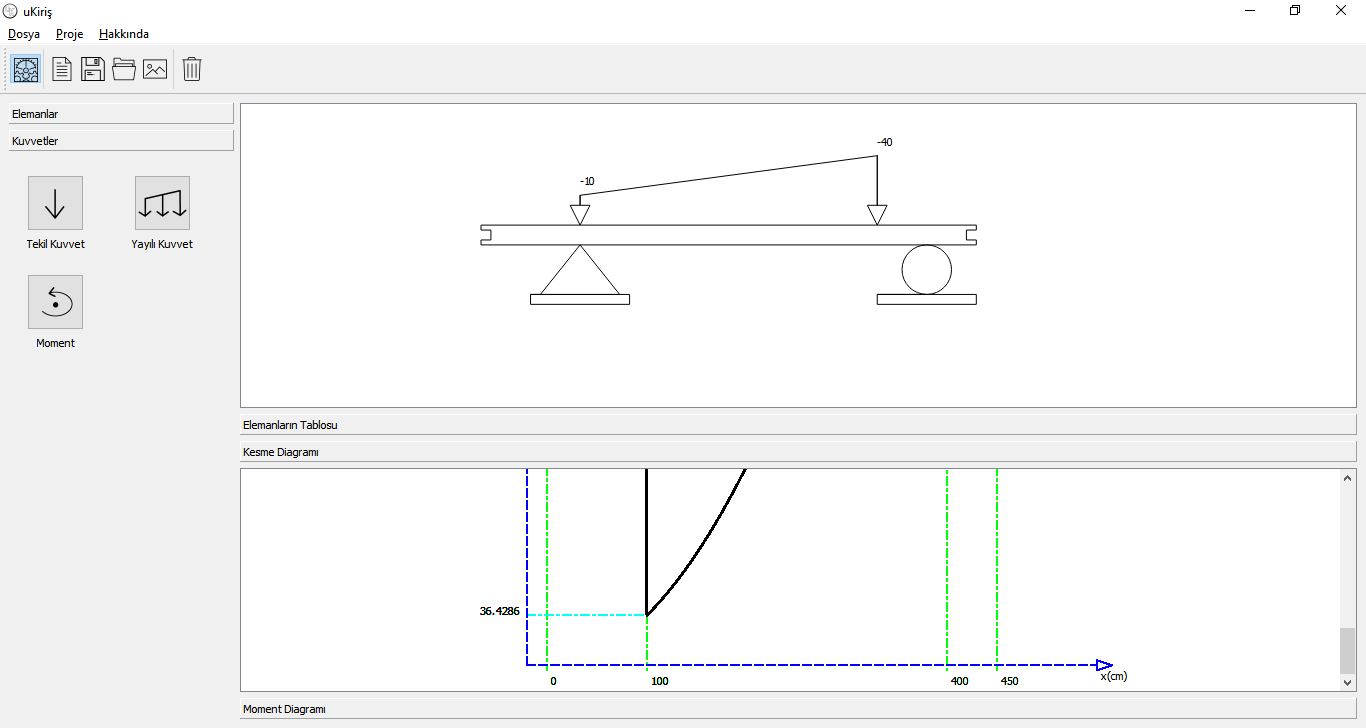 uKiriş
Dosya Proje Hakkında
Elemanlar
Kuvvetler
Tekil Kuvvet Yayılı Kuvvet
Moment
-40
-10
Elemanların Tablosu
Kesme Diagramı
36.4286
x(cm)
0 100 400 450
Moment Diagramı